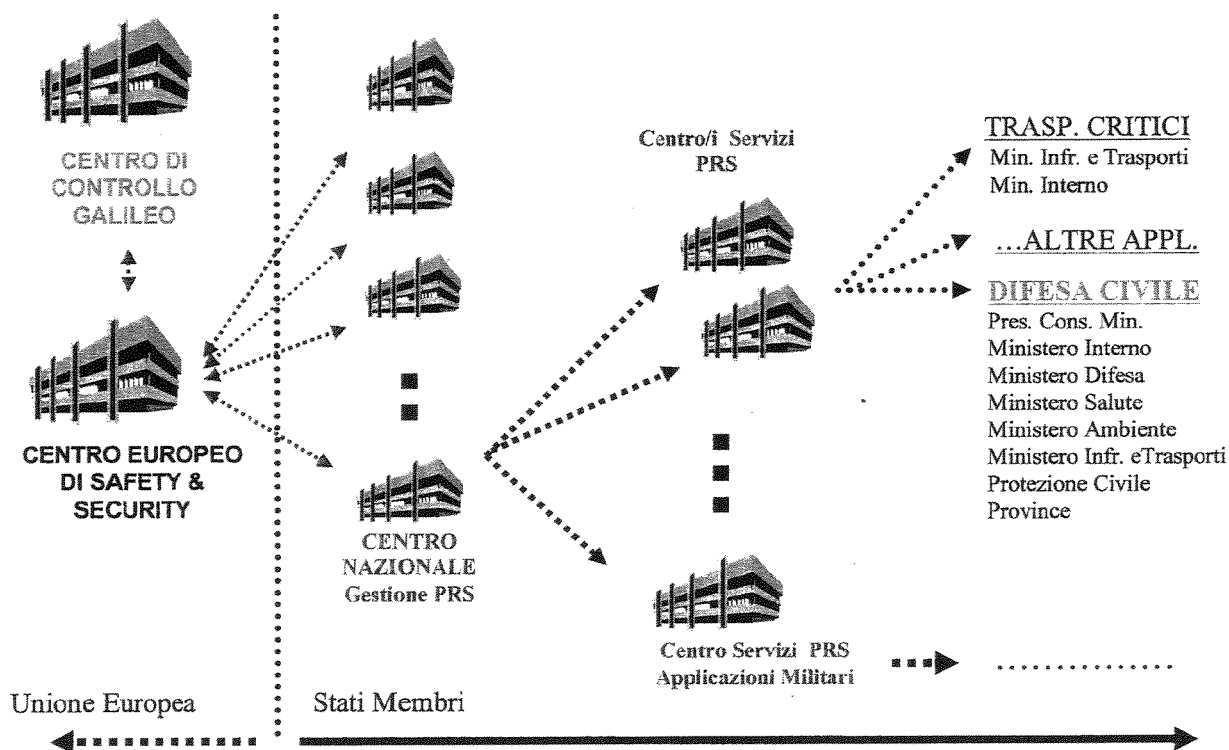 CENTRO DI
CONTROLLO
GALILEO
CENTRO EUROPEO
DI SAFETY &
SECURITY
Unione Europea
CENTRO
NAZIONALE
Gestione PRS
Stati Membri
Centro/i Servizi
PRS
Centro Servizi PRS
Applicazioni Militari
TRASP. CRITICI
Min. Infr. e Trasporti
Min. Interno
...ALTRE APPL.
DIFESA CIVILE
Pres. Cons. Min.
Ministero Interno
Ministero Difesa
Ministero Salute
Ministero Ambiente
Ministero Infr. eTrasporti
Protezione Civile
Province